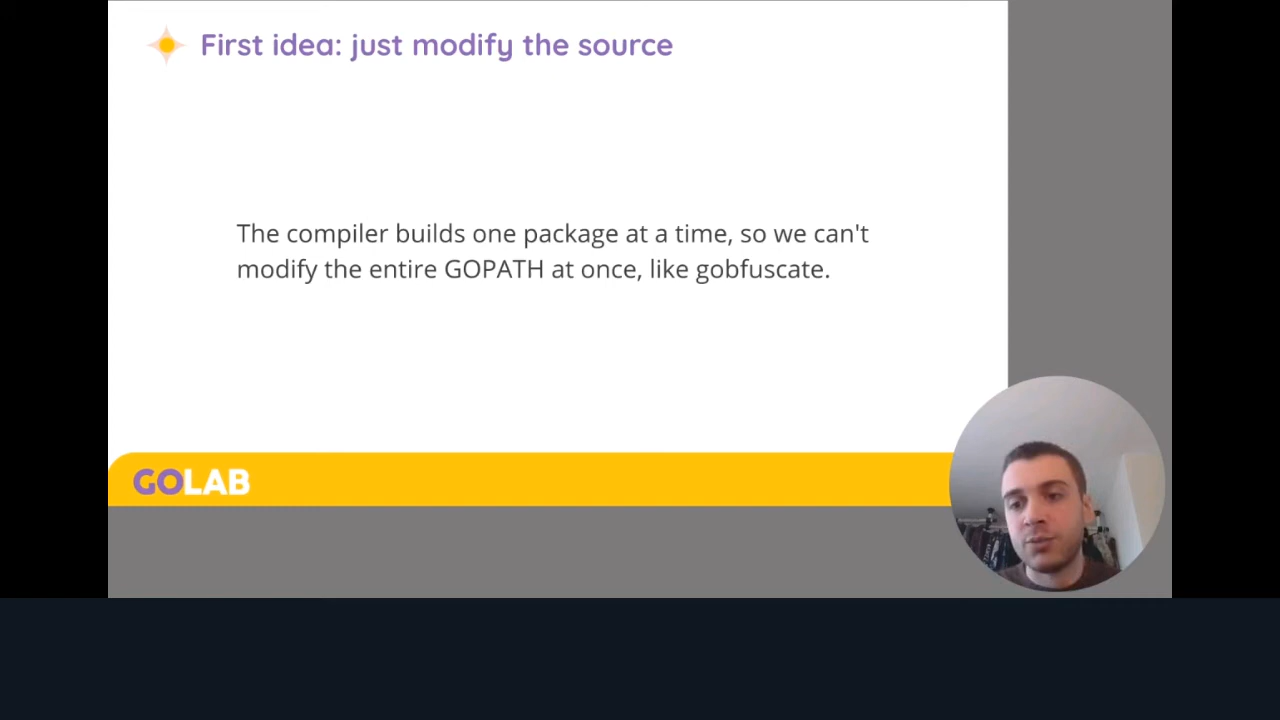 First idea: just modify the source
The compiler builds one package at a time, so we can't
modify the entire GOPATH at once, like gobfuscate.
GOLAB